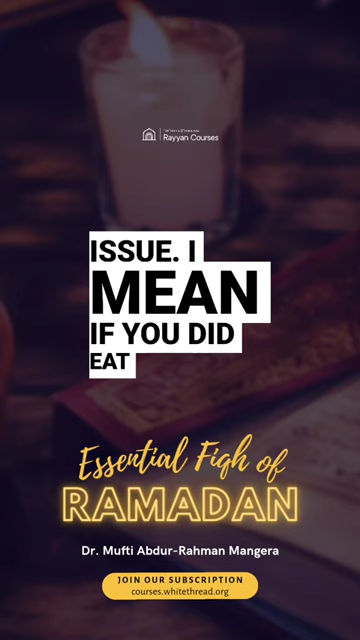 Rayyan Courses
ISSUE. I
MEAN
IF YOU DID
EAT
Essential Fiqh of
RAMADAN
Dr. Mufti Abdur-Rahman Mangera
JOIN OUR SUBSCRIPTION
courses.whitethread.org